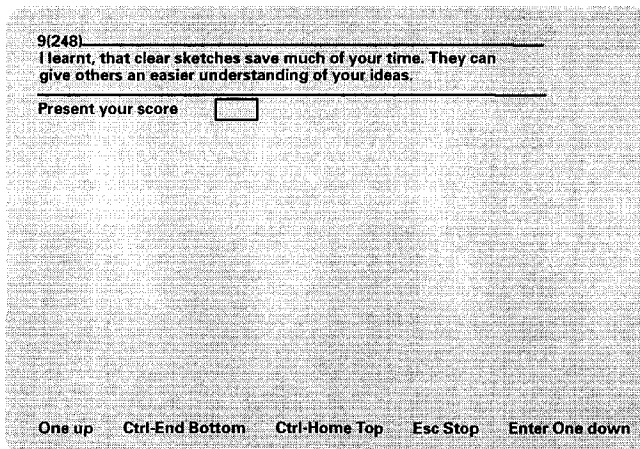 9(248)
I learnt, that clear sketches save much of your time. They can
give others an easier understanding of your ideas.
Present your score
One up Ctrl-End Bottom Ctrl-Home Top Esc Stop Enter One down